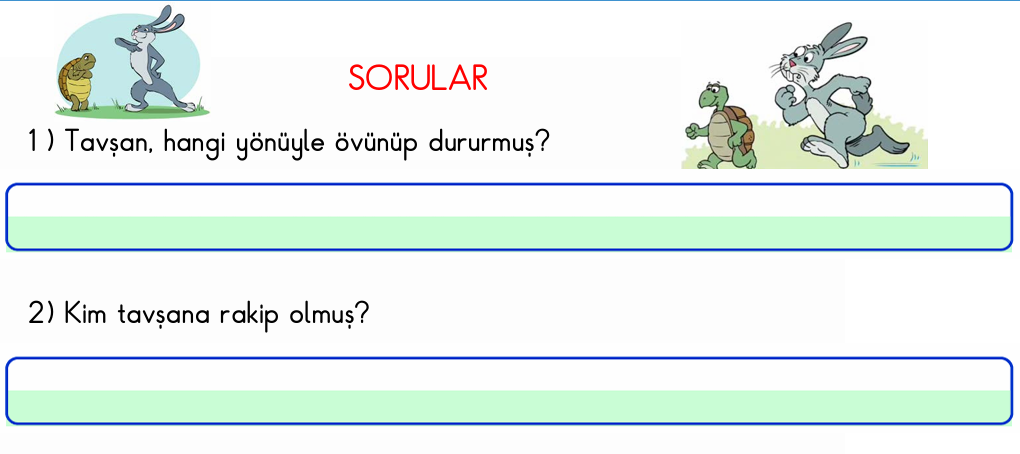 SORULAR
1) Tavşan, hangi yönüyle övünüp dururmuş?
2) Kim tavşana rakip olmuş?